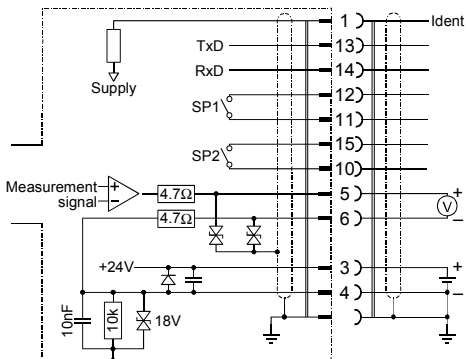 1 Ident
TxD 13
RxD 14
Supply
12
SP1
11
15
SP2
10
Measurement
signal
+
–
4.7Ω
5
+
V
4.7Ω
6
–
+24V
3
+
4
–
10nF
10k
18V